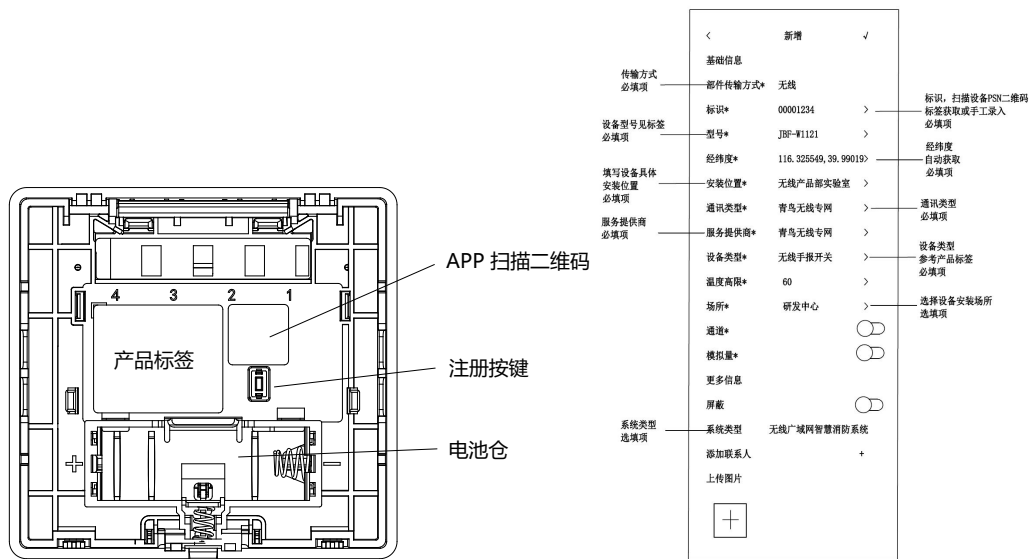 4 3 2 1
产品标签
+
−
APP 扫描二维码
注册按键
电池仓
< 新增 √
基础信息
部件传输方式* 无线
标识* 00001234 >
型号* JBF-W1121 >
经纬度* 116.325549,39.99019>
安装位置* 无线产品部实验室 >
通讯类型* 青鸟无线专网 >
服务提供商* 青鸟无线专网 >
设备类型* 无线手报开关 >
温度高限* 60 >
场所* 研发中心 >
通道*
模拟量*
更多信息
屏蔽
系统类型 无线广域网智慧消防系统
添加联系人 +
上传图片
传输方式
必填项
设备型号见标签
必填项
填写设备具体
安装位置
必填项
服务提供商
必填项
系统类型
选填项
标识, 扫描设备PSN二维码
标签获取或手工录入
必填项
经纬度
自动获取
必填项
通讯类型
必填项
设备类型
参考产品标签
必填项
选择设备安装场所
选填项